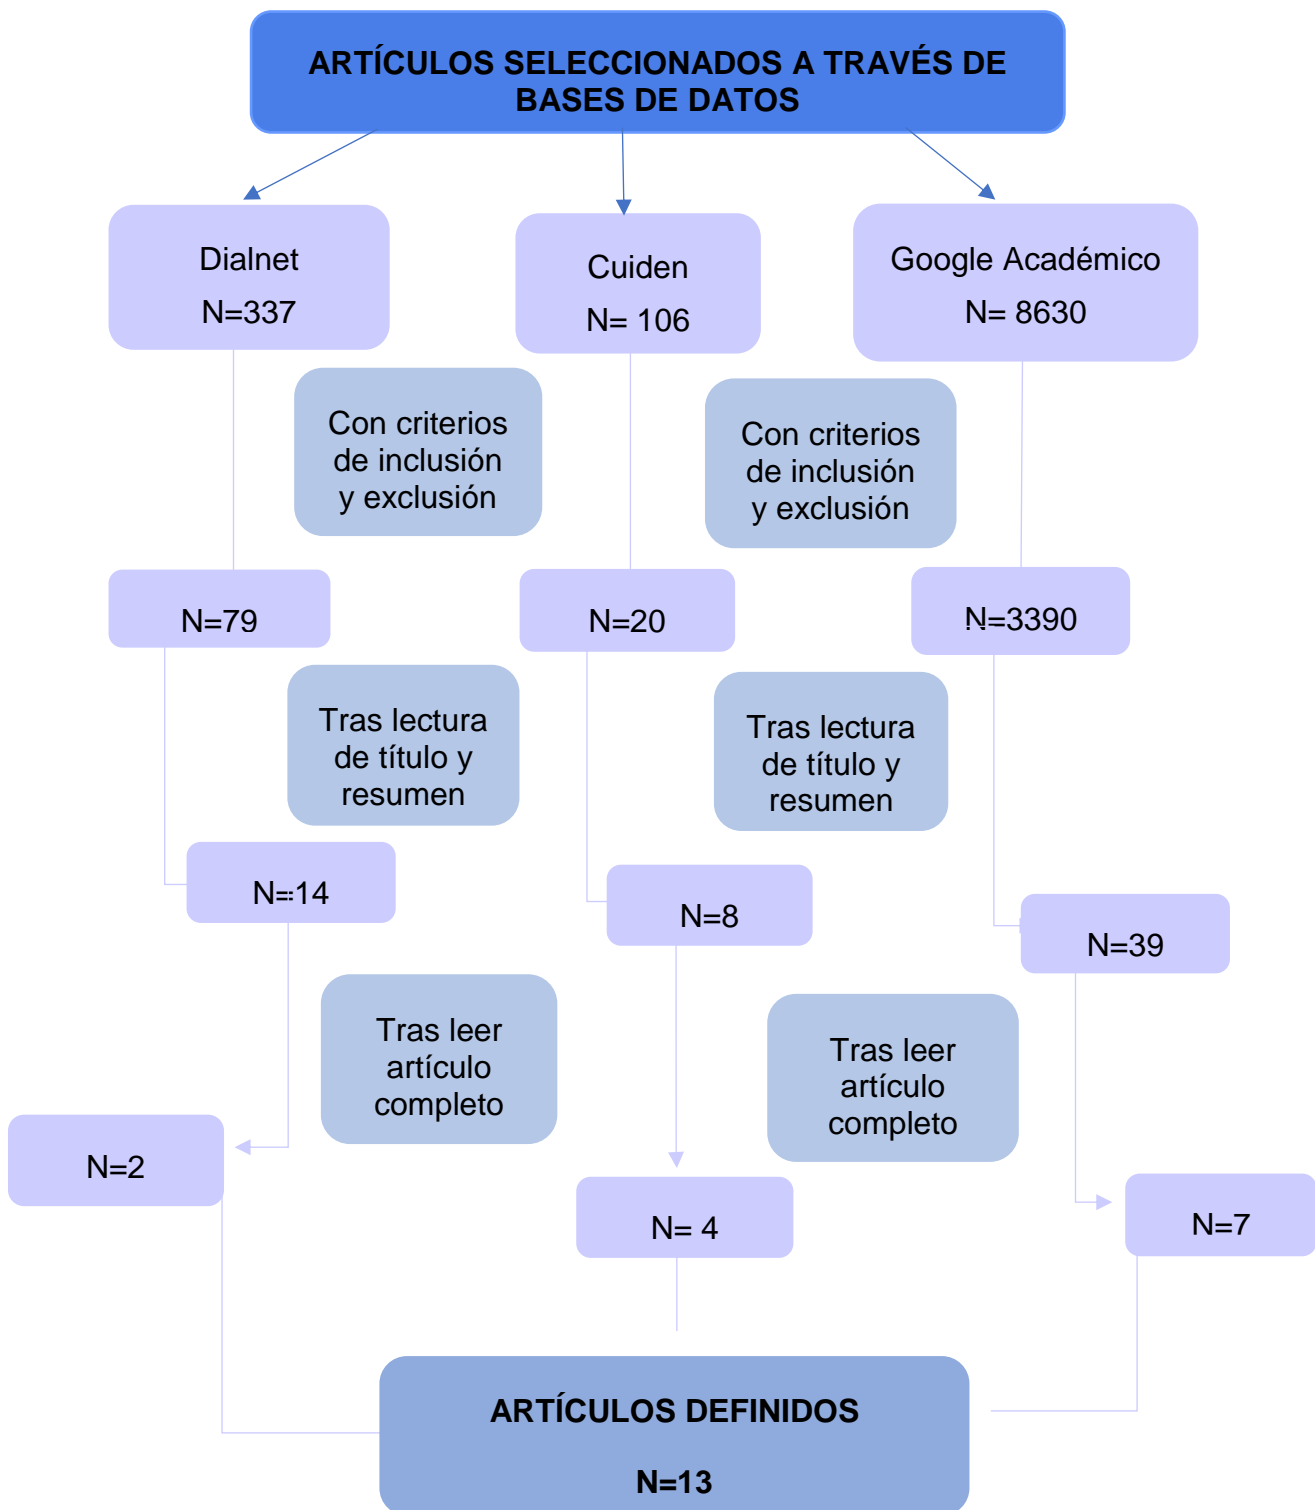 ARTÍCULOS SELECCIONADOS A TRAVÉS DE
BASES DE DATOS
Dialnet
N=337
Cuiden
N= 106
Google Académico
N= 8630
Con criterios
de inclusión
y exclusión
Con criterios
de inclusión
y exclusión
N=79
N=20
N=3390
Tras lectura
de título y
resumen
Tras lectura
de título y
resumen
N=14
N=8
N=39
Tras leer
artículo
completo
Tras leer
artículo
completo
N=2
N= 4
N=7
ARTÍCULOS DEFINIDOS
N=13